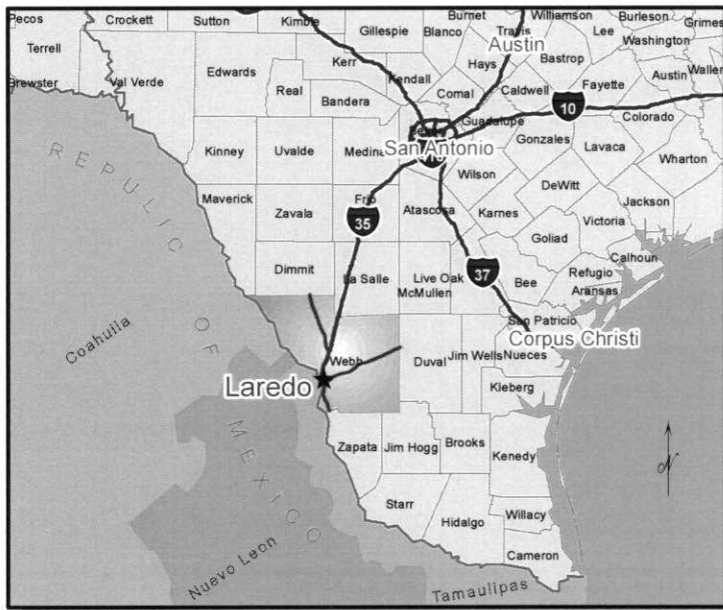 Pecos
Crockett
Sutton
Kimble
Gillespie
Burnet
Blanco
Travis
Williamson
Lee
Burleson
Grimes
Washington
Terrell
Austin
Hays
Bastrop
Brewster
Val Verde
Edwards
Kerr
Kendall
Real
Bandera
Comal
Caldwell
Fayette
Austin
Waller
10
Guadalupe
Colorado
Kinney
Uvalde
Medina
San Antonio
Gonzales
Lavaca
Wharton
Wilson
Maverick
Zavala
Frio
35
Atascosa
Karnes
DeWitt
Jackson
Victoria
Goliad
Calhoun
Dimmit
La Salle
McMullen
Live Oak
37
Bee
Refugio
Aransas
San Patricio
Corpus Christi
Coahuila
REPULIC OF MEXICO
Webb
Laredo
Duval
Jim Wells
Nueces
Kleberg
Zapata
Jim Hogg
Brooks
Kenedy
N
Starr
Hidalgo
Willacy
Cameron
Nuevo Leon
Tamaulipas